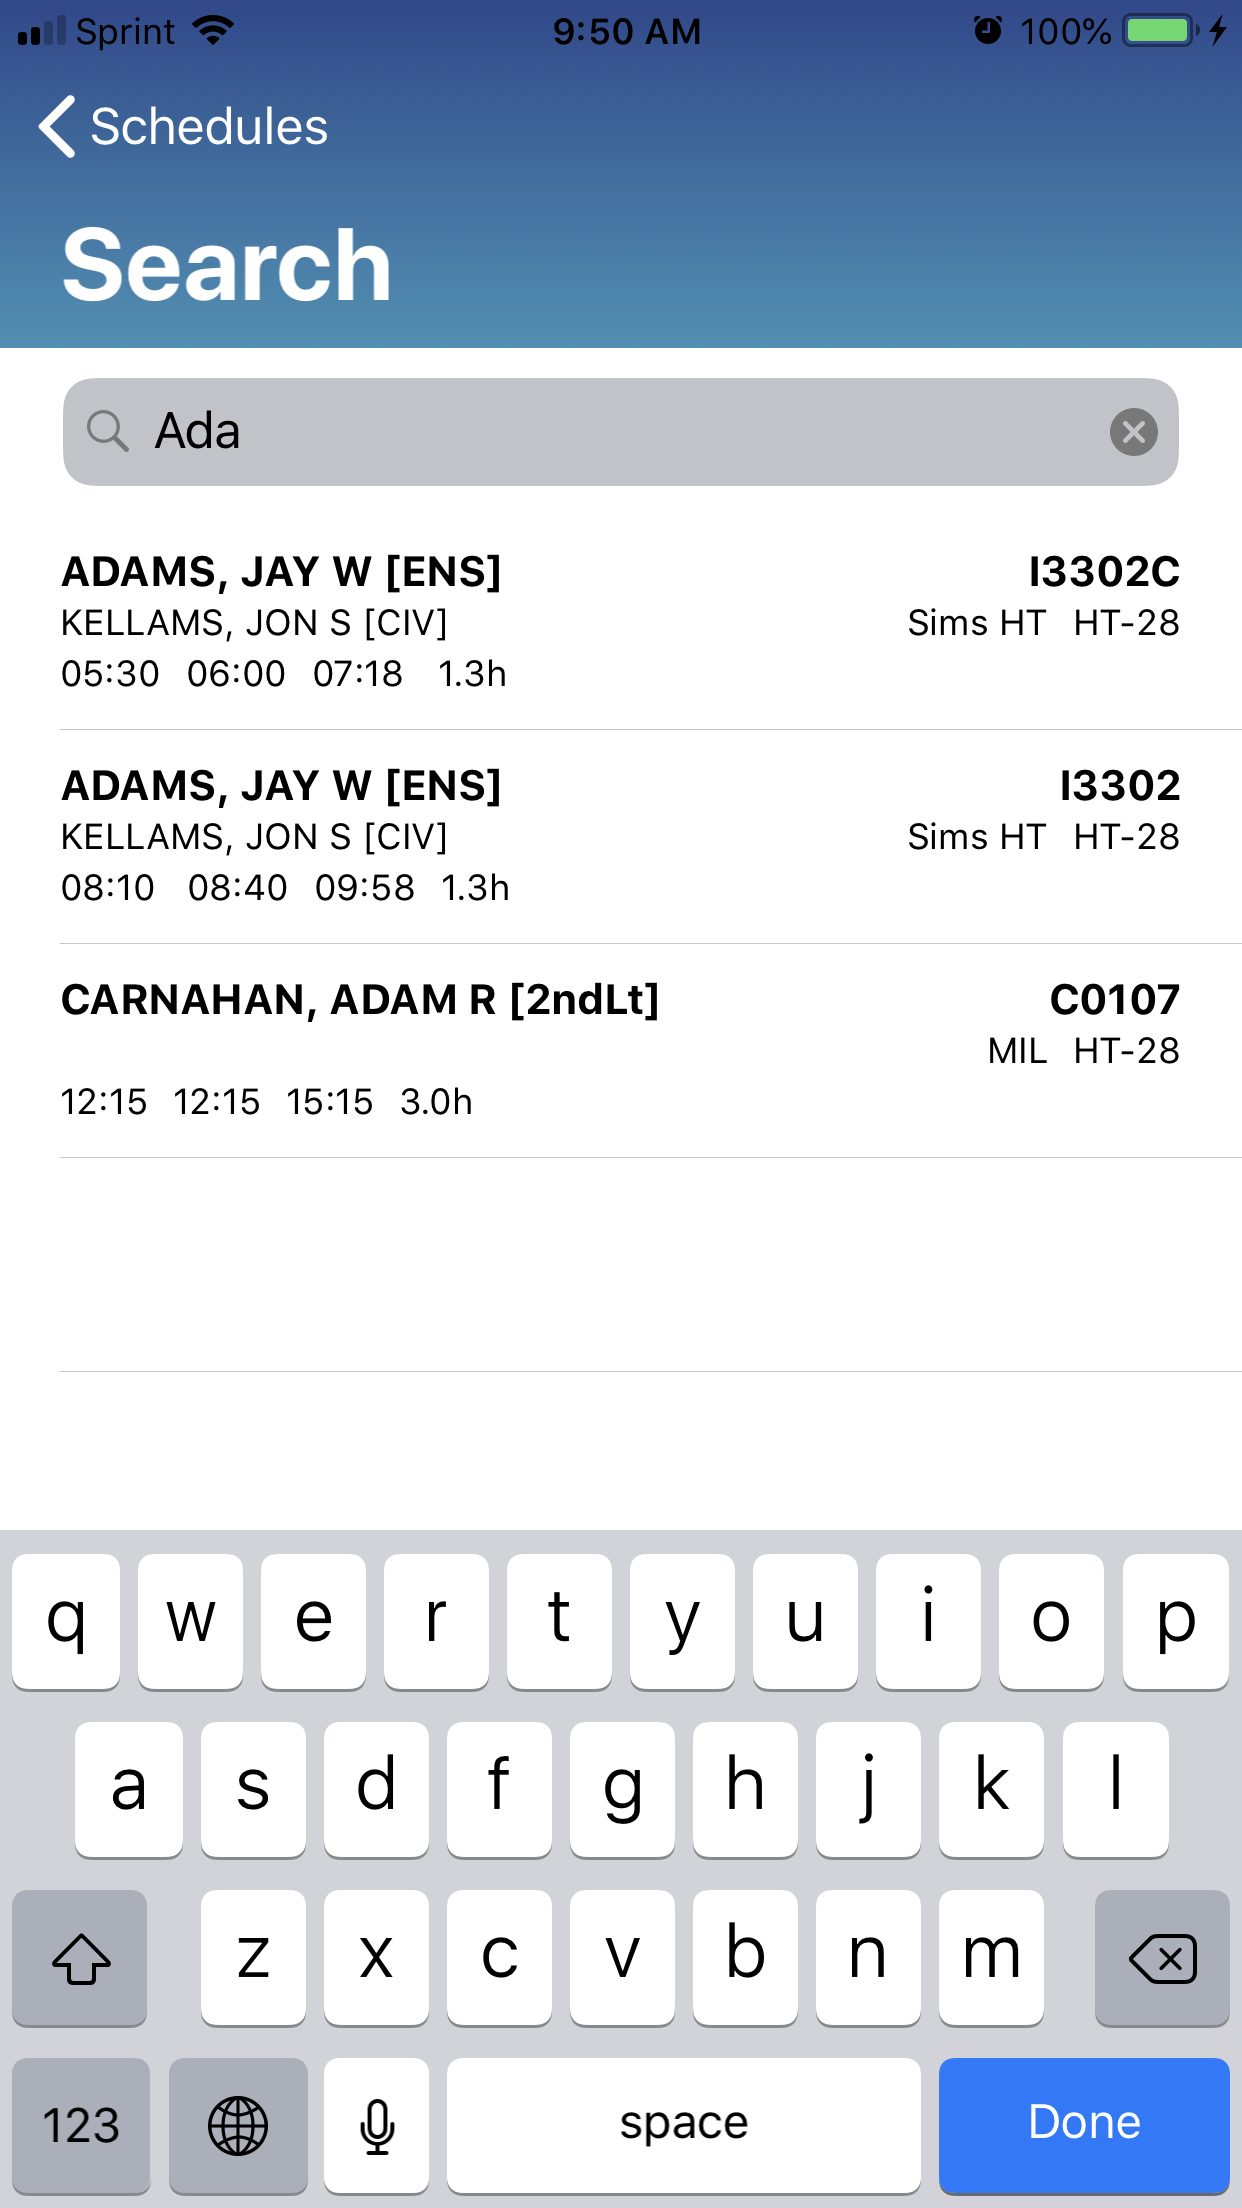 Sprint 9:50 AM 100%
Schedules
Search
Ada
ADAMS, JAY W [ENS] I3302C
KELLAMS, JON S [CIV] Sims HT HT-28
05:30 06:00 07:18 1.3h
ADAMS, JAY W [ENS] I3302
KELLAMS, JON S [CIV] Sims HT HT-28
08:10 08:40 09:58 1.3h
CARNAHAN, ADAM R [2ndLt] C0107
MIL HT-28
12:15 12:15 15:15 3.0h
q w e r t y u i o p
a s d f g h j k l
z x c v b n m
123 space Done